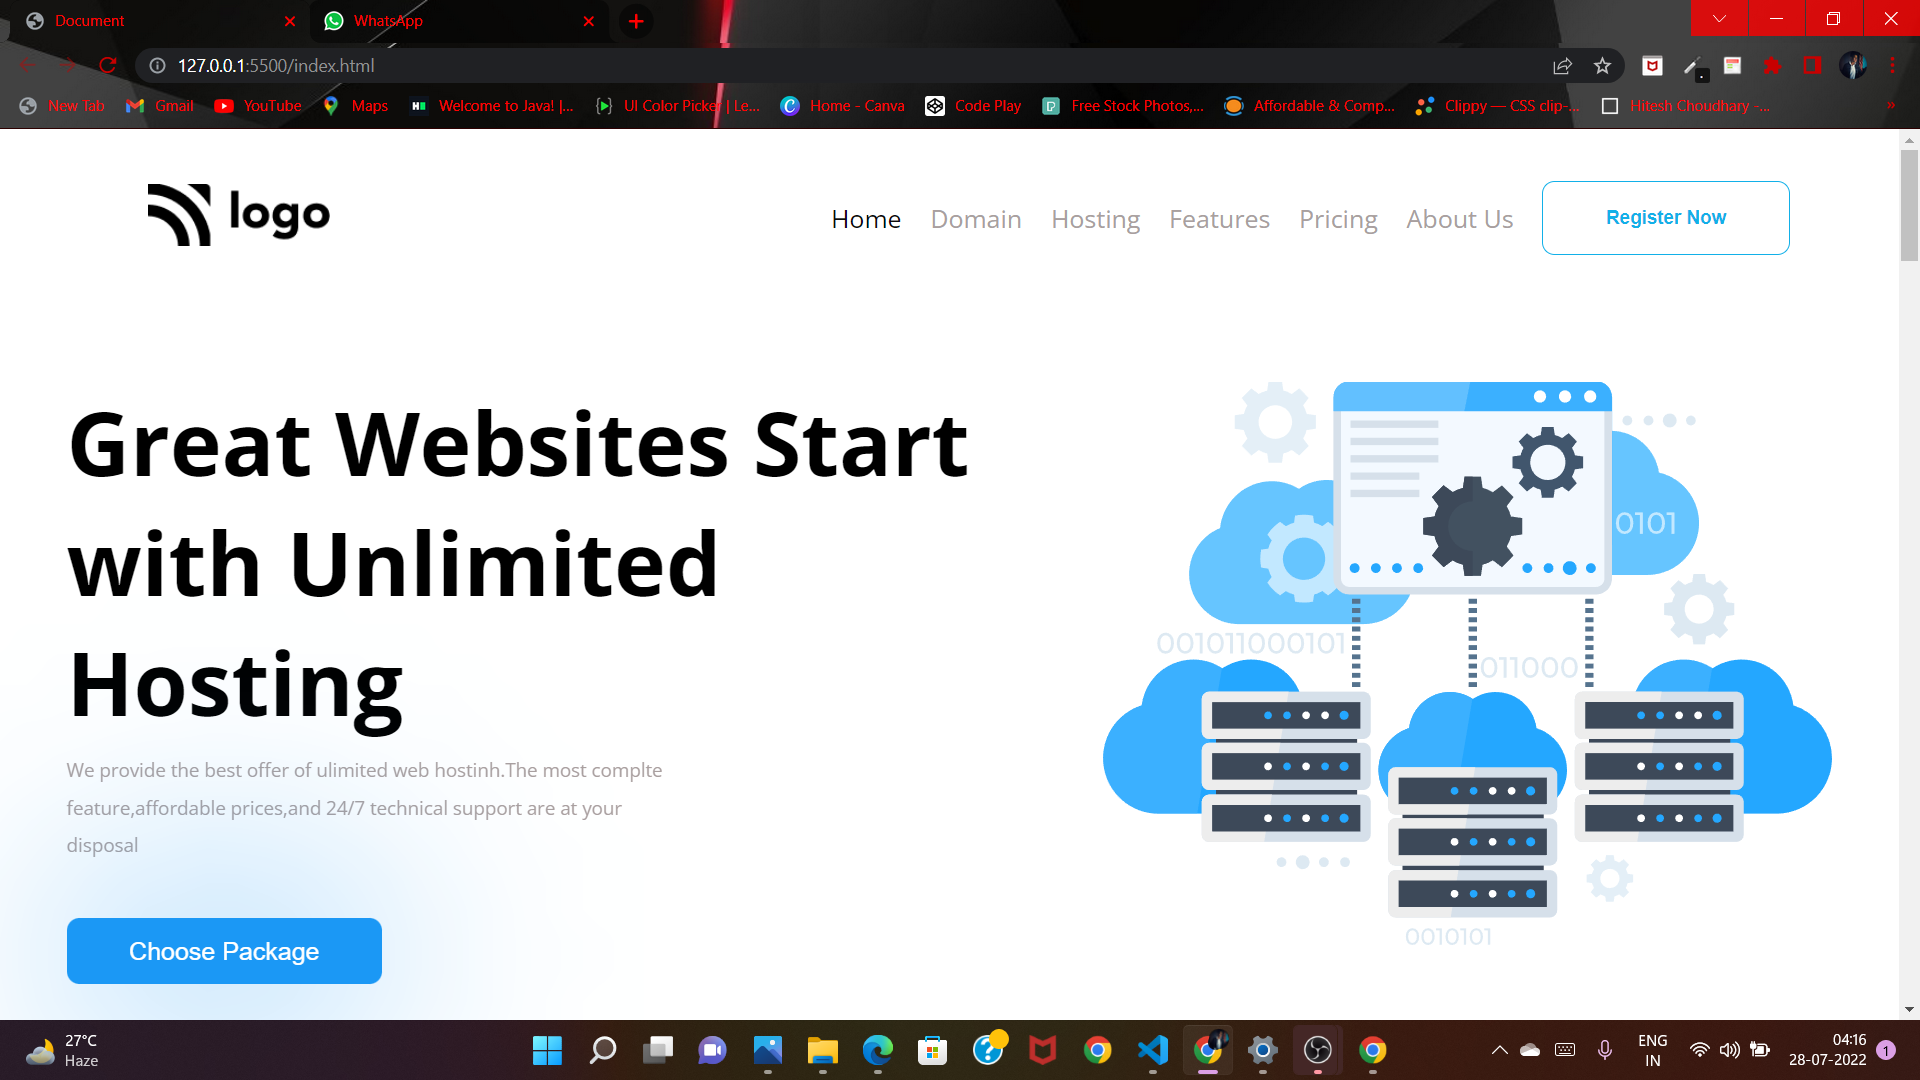 Document
WhatsApp
127.0.0.1:5500/index.html
New Tab
Gmail
YouTube
Maps
Welcome to Java! |...
UI Color Picker | Le...
Home - Canva
Code Play
Free Stock Photos,...
Affordable & Comp...
Clippy — CSS clip-...
Hitesh Choudhary -...
logo
Home
Domain
Hosting
Features
Pricing
About Us
Register Now
Great Websites Start
with Unlimited
Hosting
We provide the best offer of ulimited web hostinh.The most complte
feature,affordable prices,and 24/7 technical support are at your
disposal
Choose Package
0101
001011000101
011000
0010101
27°C
Haze
ENG
IN
04:16
28-07-2022
1